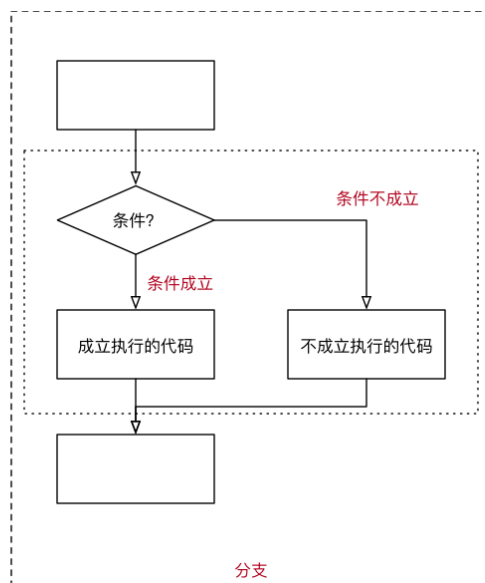 条件不成立
条件?
条件成立
成立执行的代码
不成立执行的代码
分支